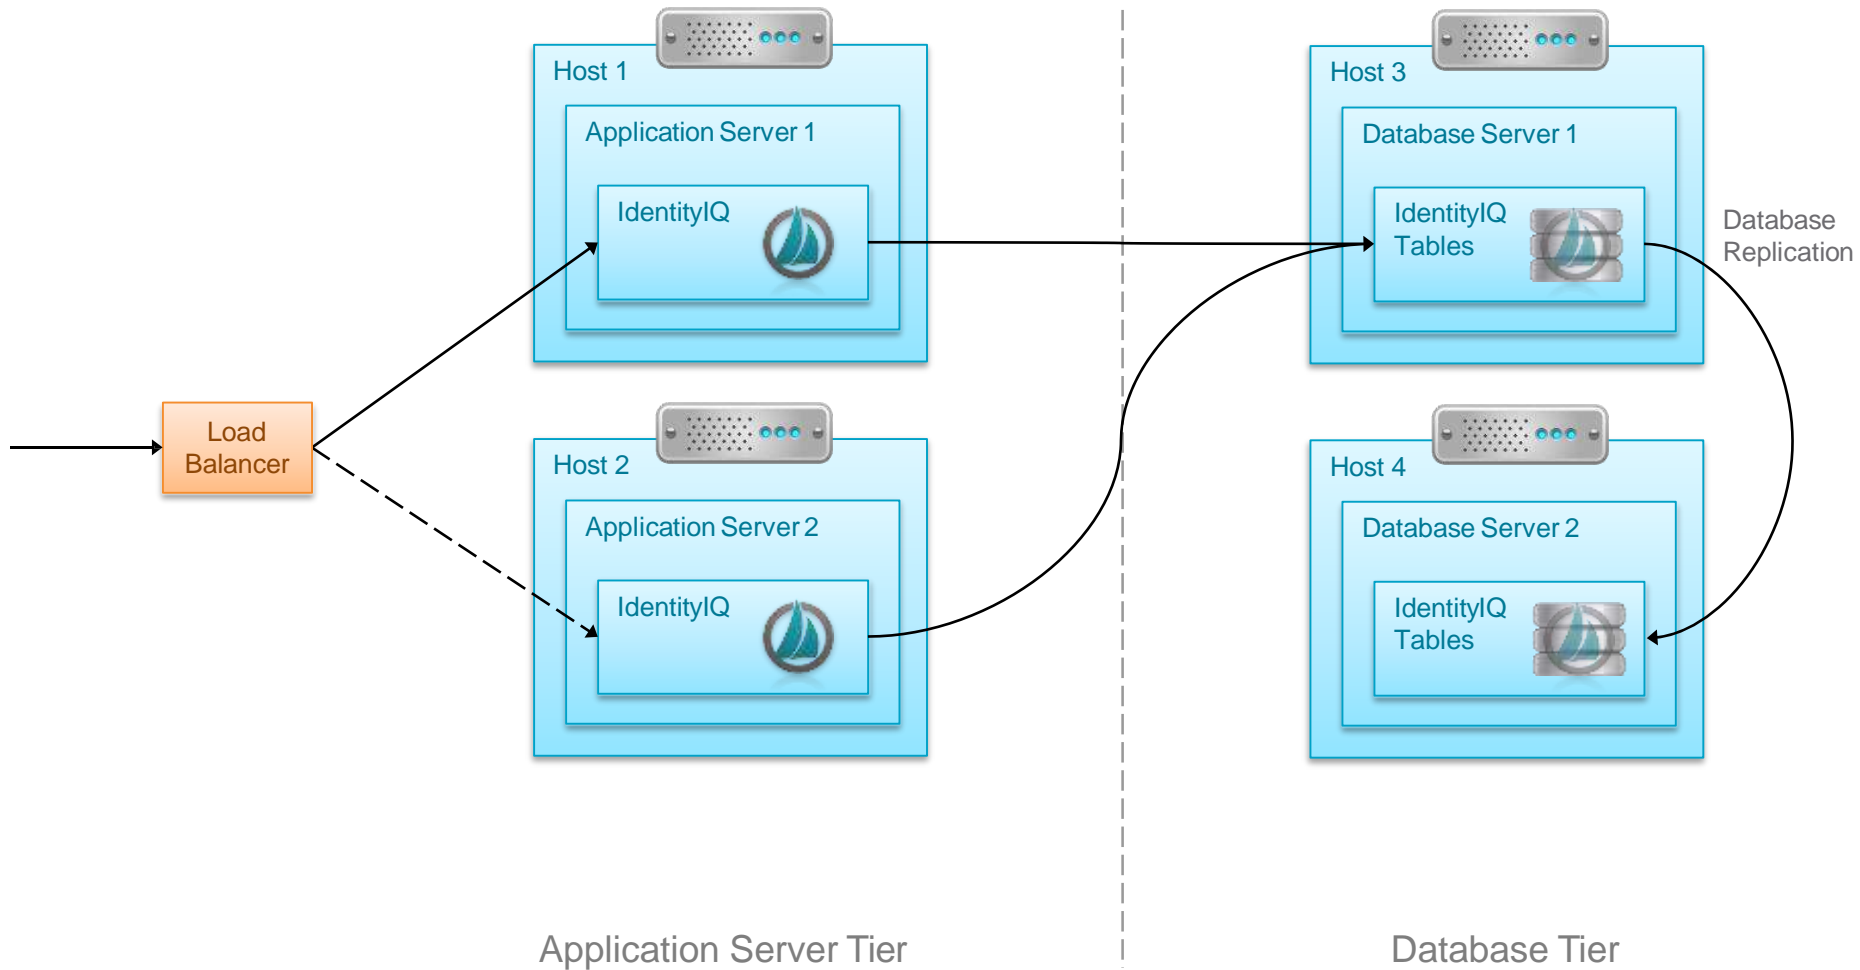 Host 1
Application Server 1
IdentityIQ
Host 3
Database Server 1
IdentityIQ
Tables
Database
Replication
Load
Balancer
Host 2
Application Server 2
IdentityIQ
Host 4
Database Server 2
IdentityIQ
Tables
Application Server Tier
Database Tier